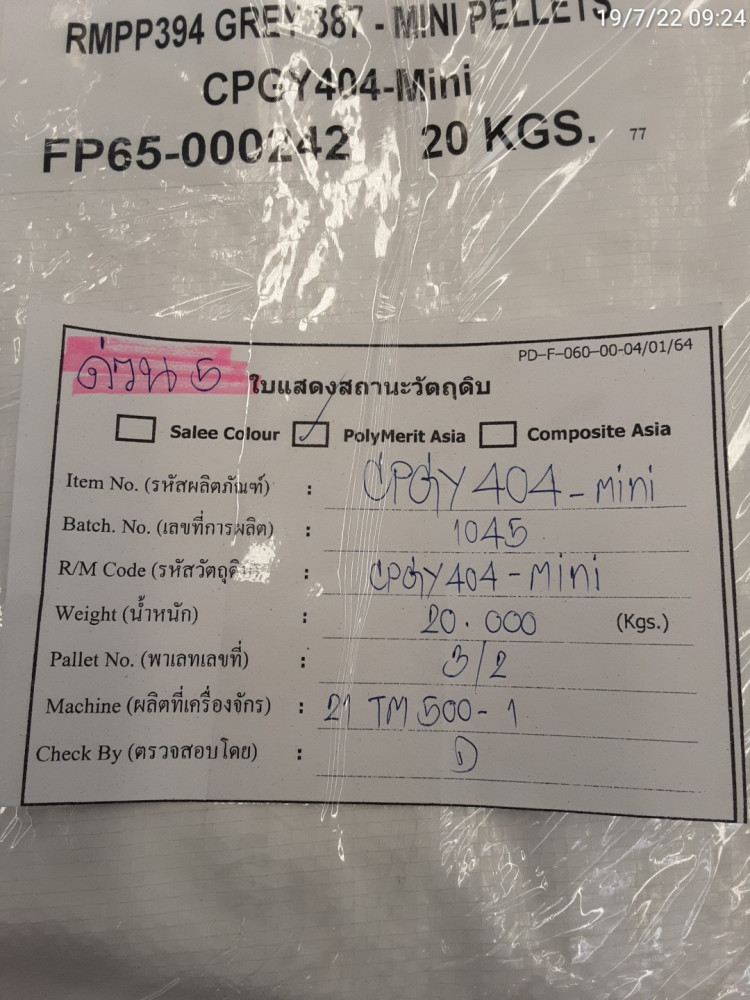 RMPP394 GREY 387 - MINI PELLETS
19/7/22 09:24
CPGY404-Mini
FP65-000242 20 KGS. 77
PD-F-060-00-04/01/64
ด่วน 5 ใบแสดงสถานะวัตถุดิบ
Salee Colour PolyMerit Asia Composite Asia
Item No. (รหัสผลิตภัณฑ์) : CPGY 404 - mini
Batch. No. (เลขที่การผลิต) : 1045
R/M Code (รหัสวัตถุดิบ) : CPGY 404 - mini
Weight (น้ำหนัก) : 20.000 (Kgs.)
Pallet No. (พาเลทเลขที่) : 3/2
Machine (ผลิตที่เครื่องจักร) : 21 TM 500 - 1
Check By (ตรวจสอบโดย) :